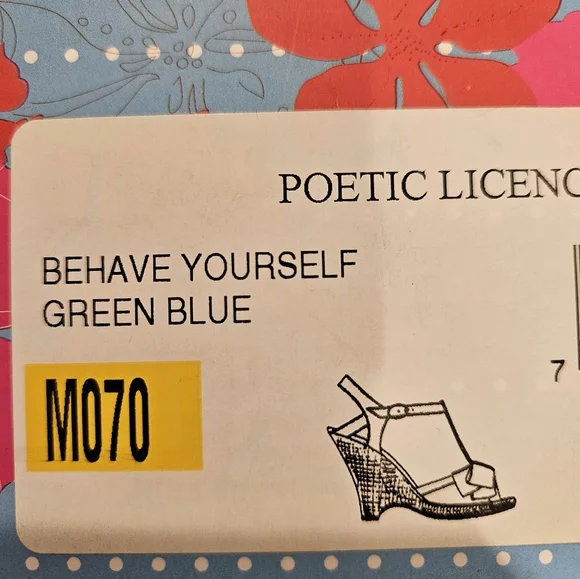 POETIC LICENC
BEHAVE YOURSELF
GREEN BLUE
M070
7